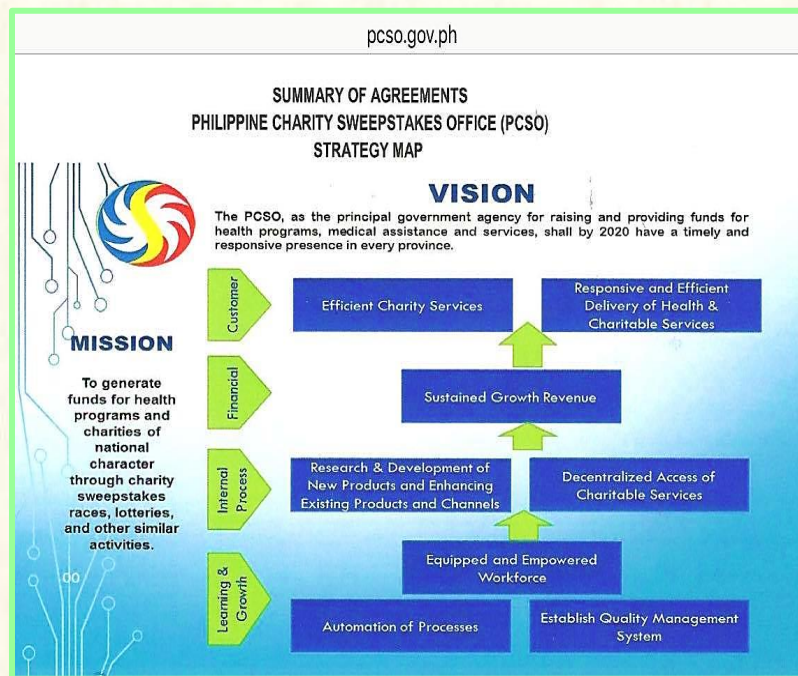 pcso.gov.ph
SUMMARY OF AGREEMENTS
PHILIPPINE CHARITY SWEEPSTAKES OFFICE (PCSO)
STRATEGY MAP
VISION
The PCSO, as the principal government agency for raising and providing funds for
health programs, medical assistance and services, shall by 2020 have a timely and
responsive presence in every province.
MISSION
To generate
funds for health
programs and
charities of
national
character
through charity
sweepstakes
races, lotteries,
and other similar
activities.
00
Customer
Efficient Charity Services
Responsive and Efficient
Delivery of Health &
Charitable Services
Financial
Sustained Growth Revenue
Internal
Process
Research & Development of
New Products and Enhancing
Existing Products and Channels
Decentralized Access of
Charitable Services
Learning &
Growth
Equipped and Empowered
Workforce
Automation of Processes
Establish Quality Management
System